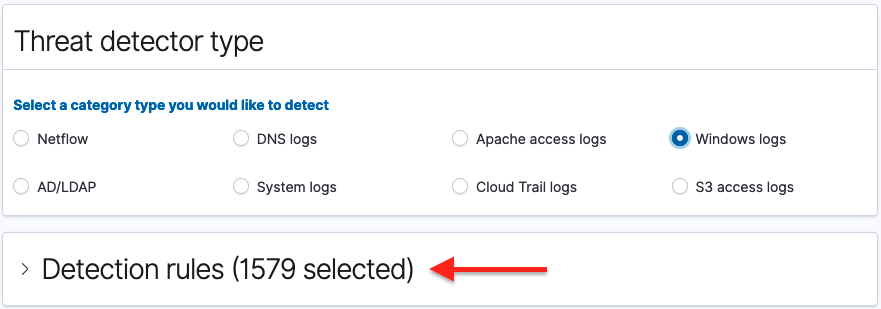 Threat detector type
Select a category type you would like to detect
Netflow DNS logs Apache access logs Windows logs
AD/LDAP System logs Cloud Trail logs S3 access logs
Detection rules (1579 selected)